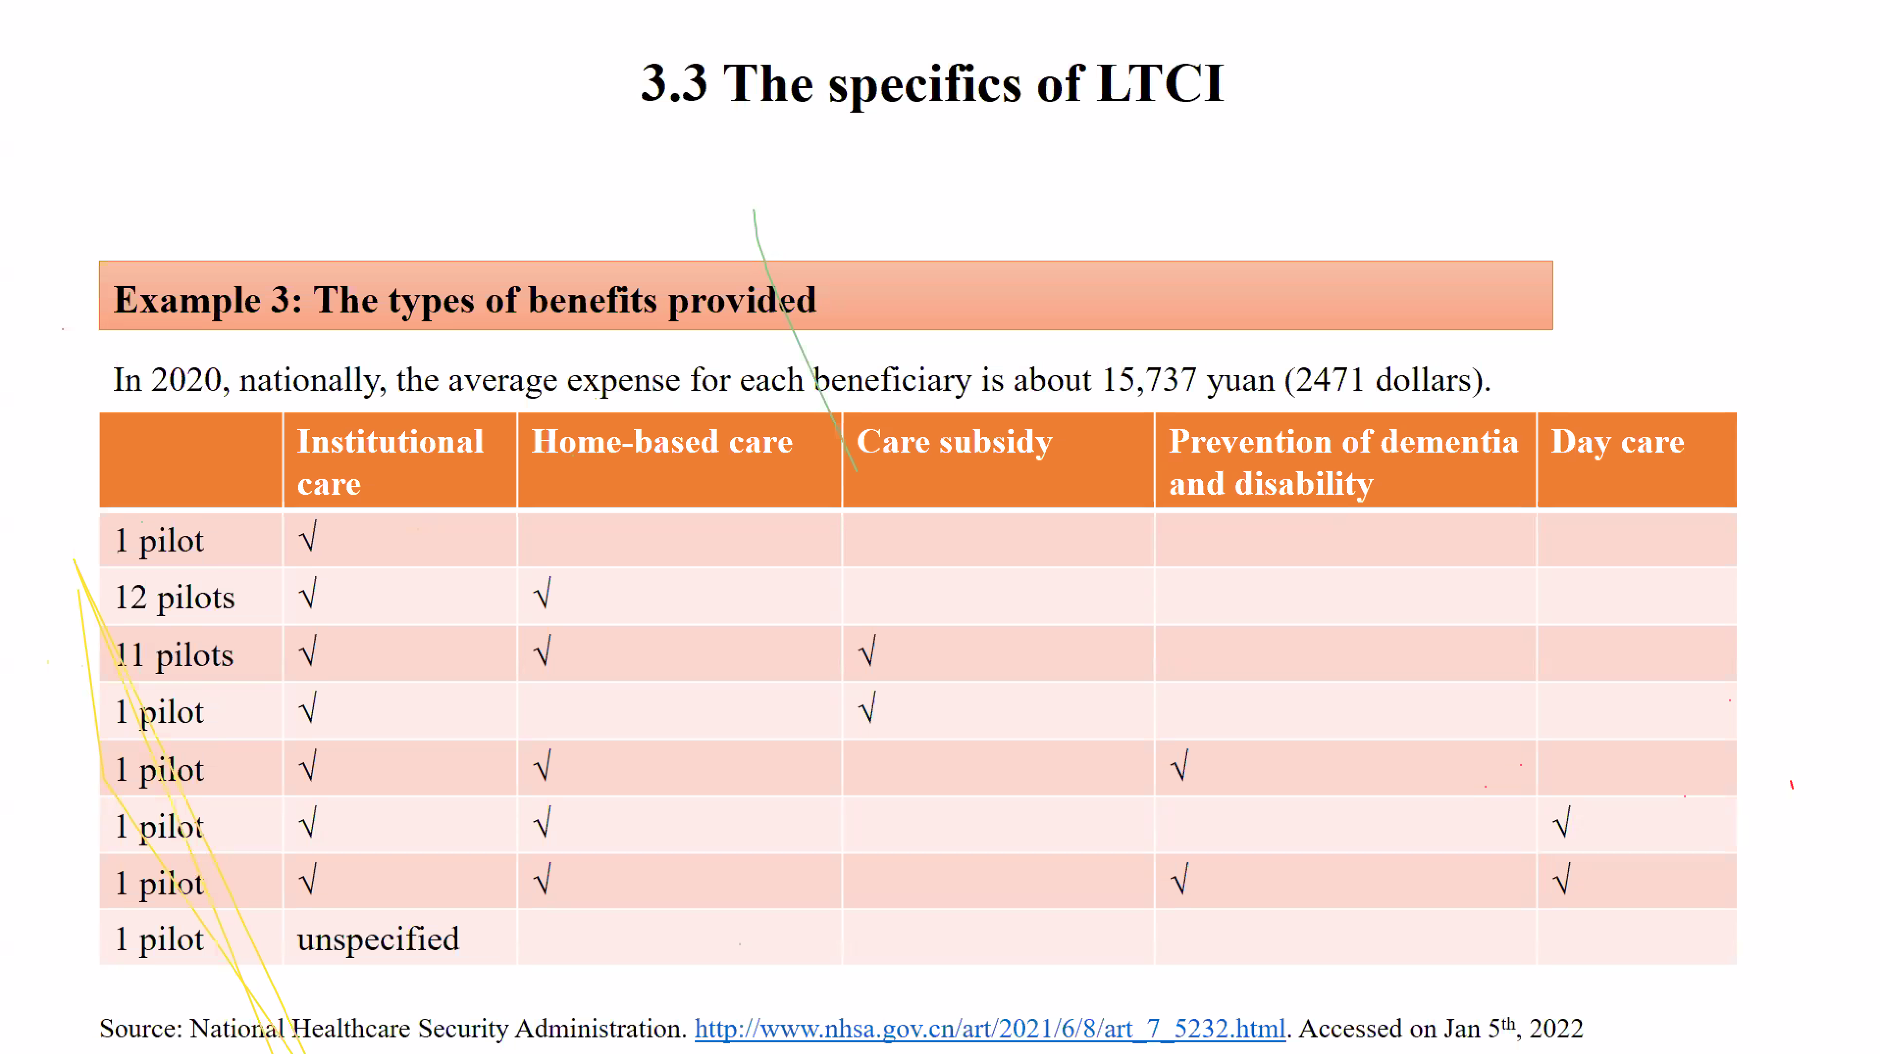 3.3 The specifics of LTCI
Example 3: The types of benefits provided
In 2020, nationally, the average expense for each beneficiary is about 15,737 yuan (2471 dollars).
Institutional care Home-based care Care subsidy Prevention of dementia and disability Day care
1 pilot √
12 pilots √ √
11 pilots √ √ √
1 pilot √ √
1 pilot √ √ √
1 pilot √ √ √
1 pilot √ √ √ √
1 pilot unspecified
Source: National Healthcare Security Administration. http://www.nhsa.gov.cn/art/2021/6/8/art_7_5232.html. Accessed on Jan 5th, 2022